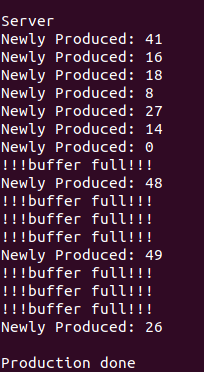 Server
Newly Produced: 41
Newly Produced: 16
Newly Produced: 18
Newly Produced: 8
Newly Produced: 27
Newly Produced: 14
Newly Produced: 0
!!!buffer full!!!
Newly Produced: 48
!!!buffer full!!!
!!!buffer full!!!
!!!buffer full!!!
Newly Produced: 49
!!!buffer full!!!
!!!buffer full!!!
!!!buffer full!!!
Newly Produced: 26
Production done